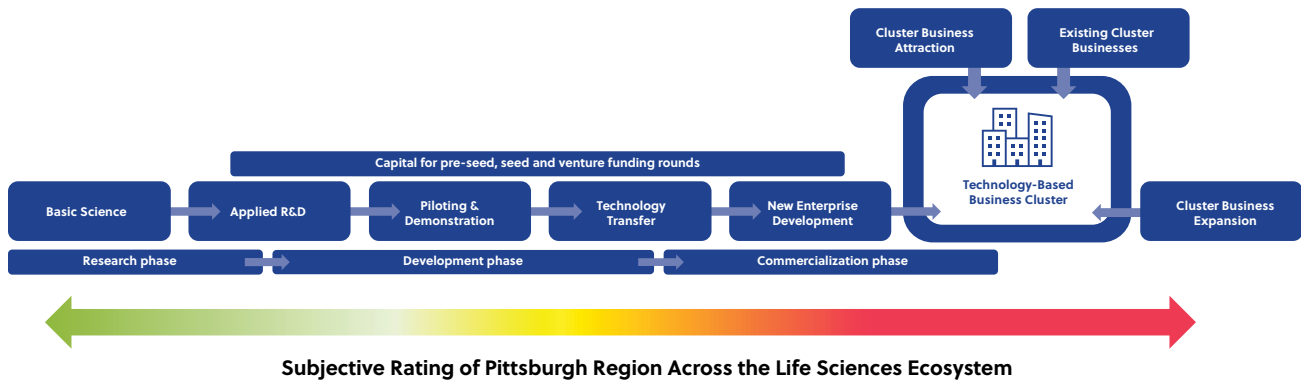 Cluster Business
Attraction
Existing Cluster
Businesses
Capital for pre-seed, seed and venture funding rounds
Basic Science
Applied R&D
Piloting &
Demonstration
Technology
Transfer
New Enterprise
Development
Technology-Based
Business Cluster
Cluster Business
Expansion
Research phase
Development phase
Commercialization phase
Subjective Rating of Pittsburgh Region Across the Life Sciences Ecosystem